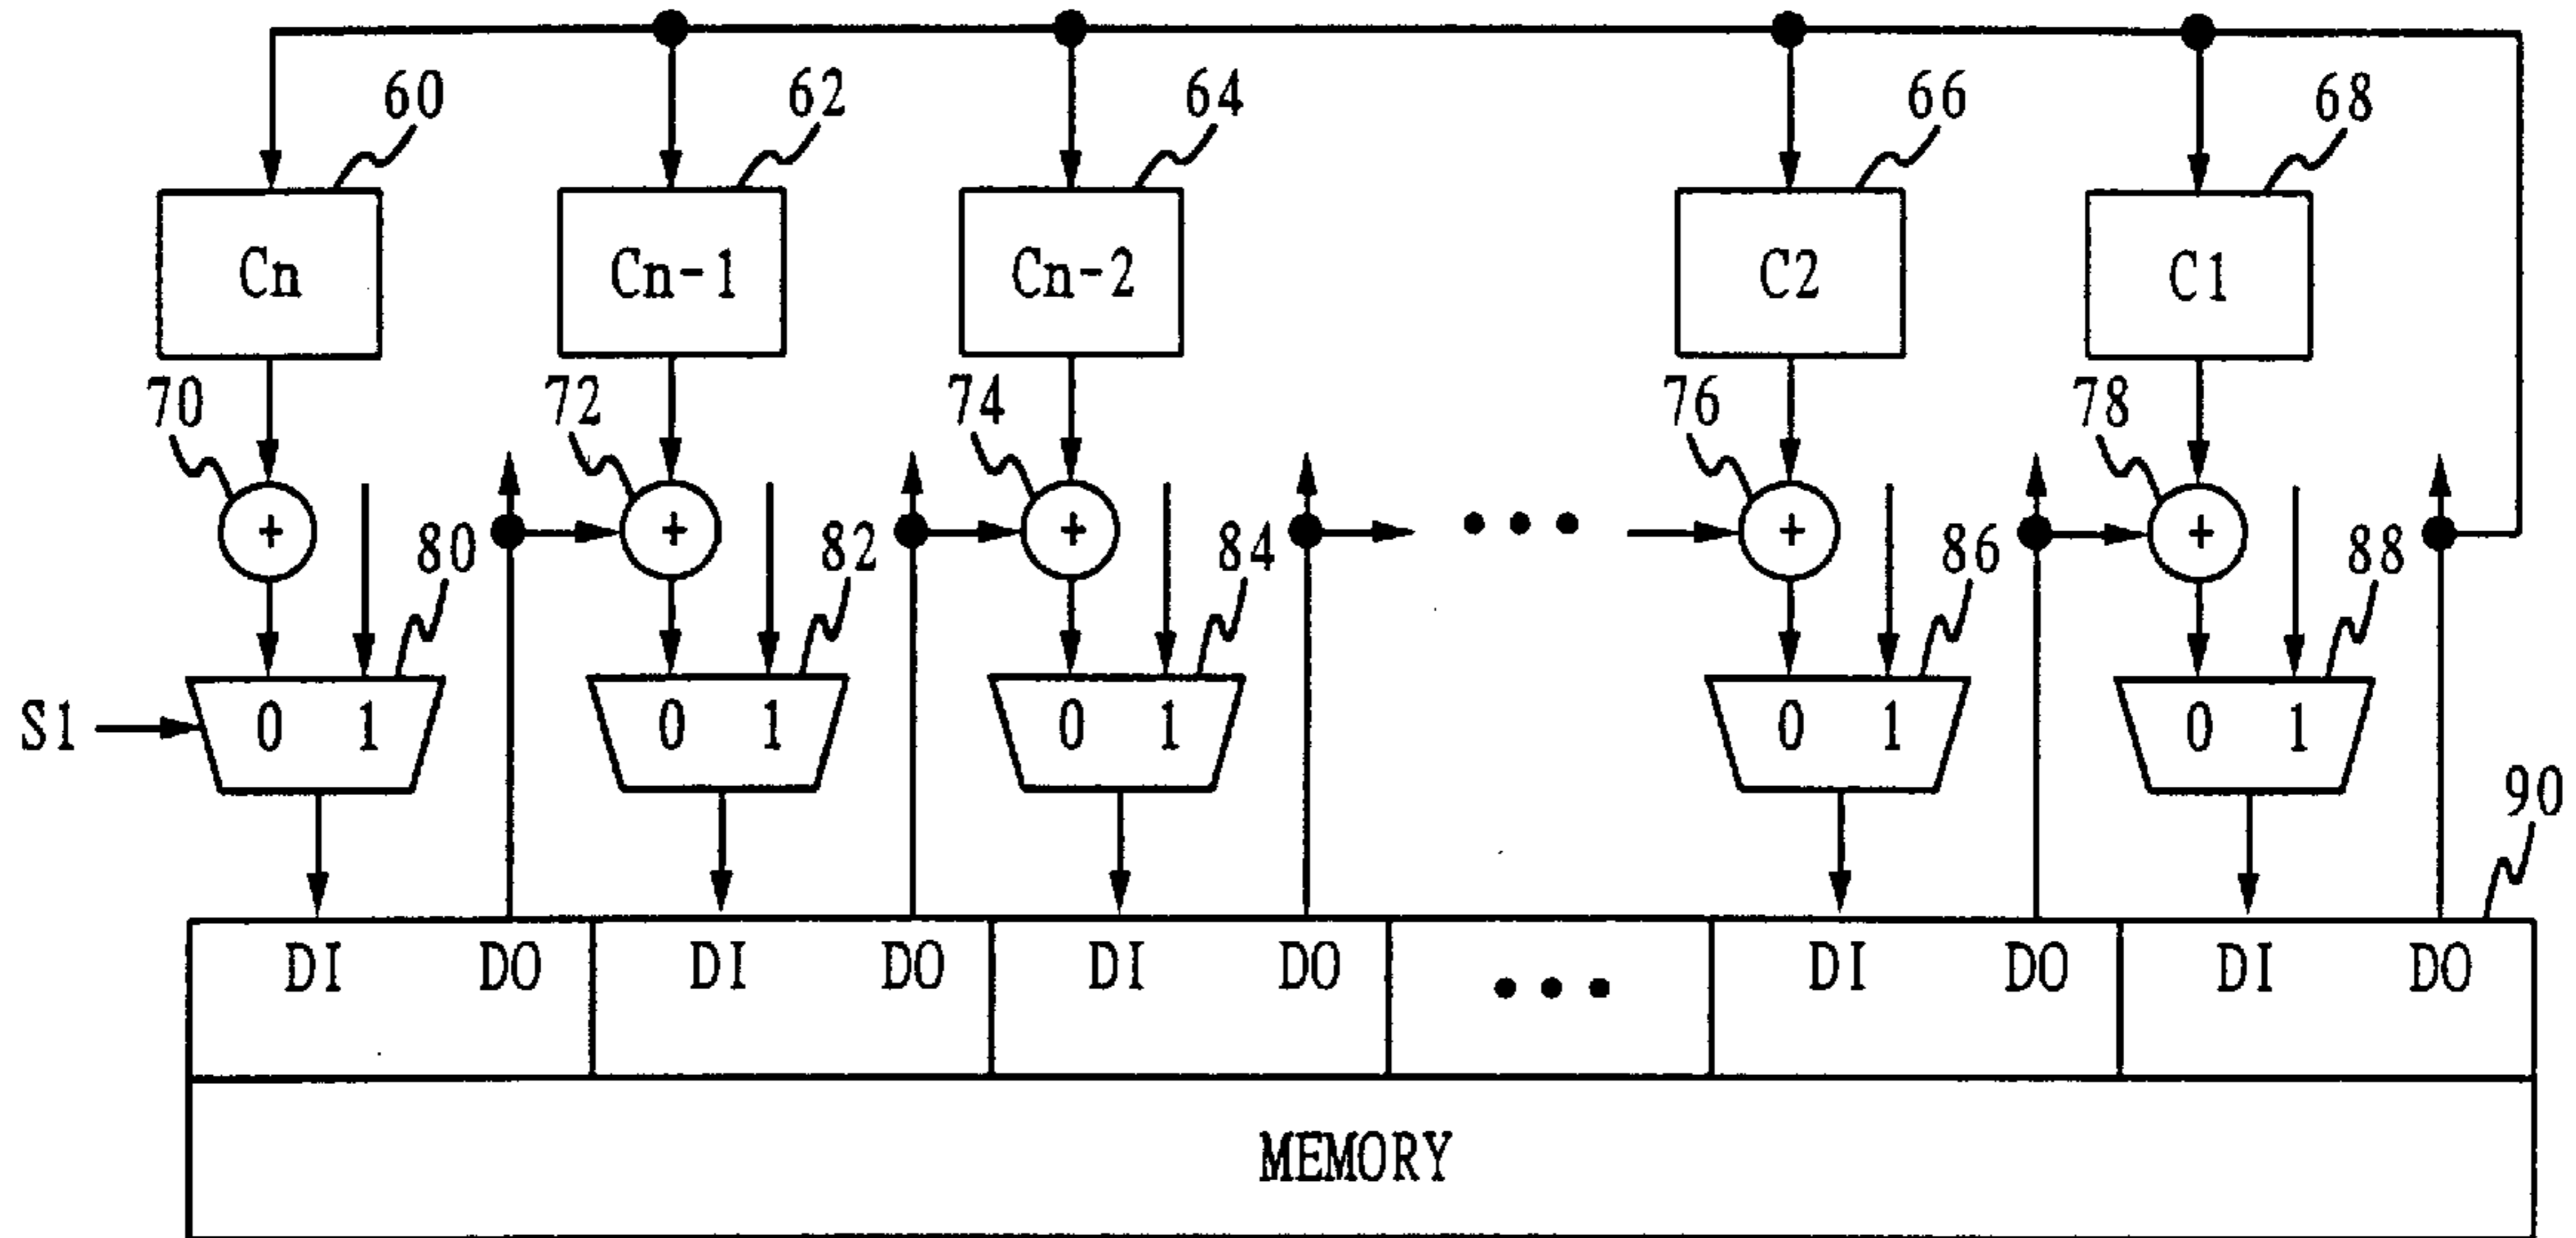 60 62 64 66 68
Cn Cn-1 Cn-2 C2 C1
70 72 74 76 78
+ + + • • • + +
80 82 84 86 88
S1 0 1 0 1 0 1 0 1 0 1
90
DI DO DI DO DI DO • • • DI DO DI DO
MEMORY